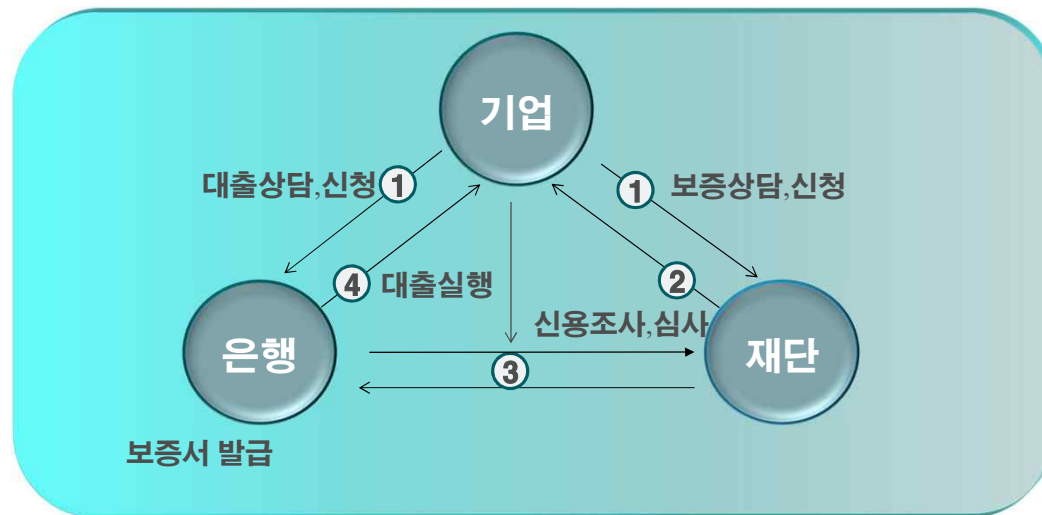 기업
대출상담,신청 1
1 보증상담,신청
4 대출실행
2
신용조사,심사
은행
3
재단
보증서 발급